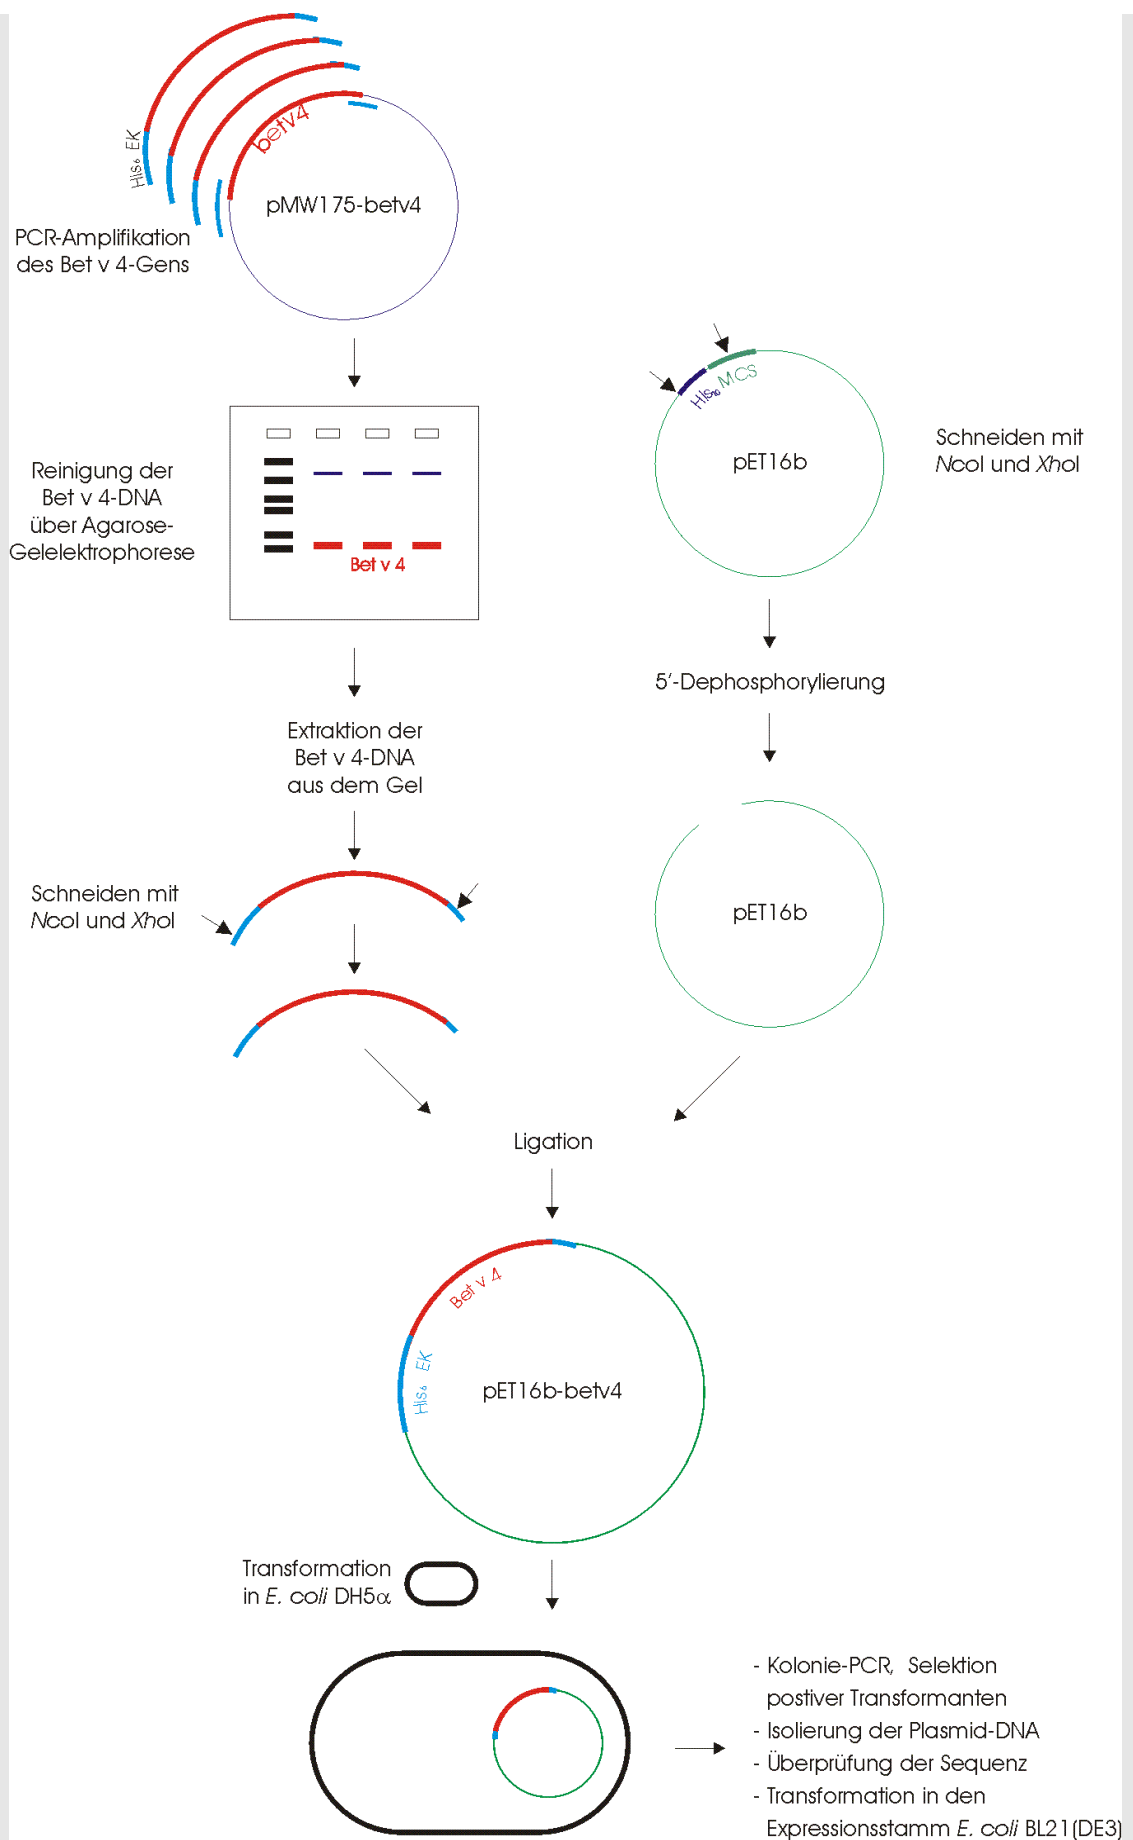 betv4
His₆ EK
pMW175-betv4
PCR-Amplifikation
des Bet v 4-Gens
His₁₀ MCS
pET16b
Schneiden mit
NcoI und XhoI
Reinigung der
Bet v 4-DNA
über Agarose-
Gelelektrophorese
Bet v 4
5'-Dephosphorylierung
Extraktion der
Bet v 4-DNA
aus dem Gel
Schneiden mit
NcoI und XhoI
pET16b
Ligation
Bet v 4
His₆ EK
pET16b-betv4
Transformation
in E. coli DH5α
- Kolonie-PCR, Selektion
postiver Transformanten
- Isolierung der Plasmid-DNA
- Überprüfung der Sequenz
- Transformation in den
Expressionsstamm E. coli BL21(DE3)